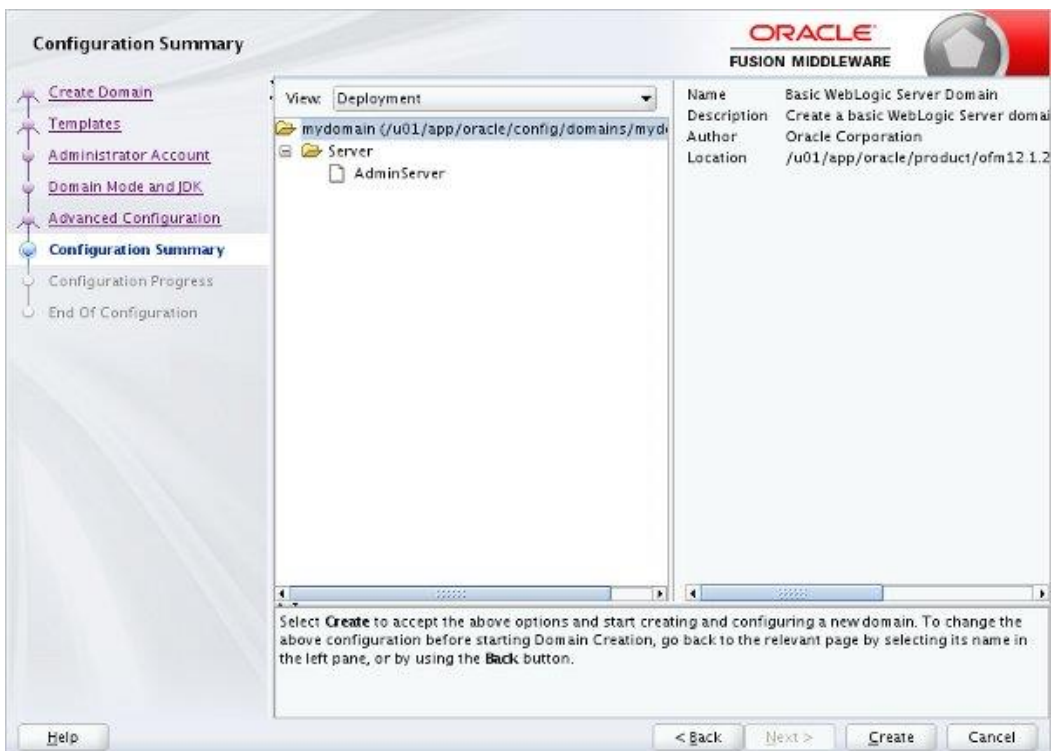 Configuration Summary
ORACLE
FUSION MIDDLEWARE
Create Domain
Templates
Administrator Account
Domain Mode and JDK
Advanced Configuration
Configuration Summary
Configuration Progress
End Of Configuration
View: Deployment
mydomain (/u01/app/oracle/config/domains/myd
Server
AdminServer
Name Basic WebLogic Server Domain
Description Create a basic WebLogic Server domai
Author Oracle Corporation
Location /u01/app/oracle/product/ofm12.1.2
Select Create to accept the above options and start creating and configuring a new domain. To change the
above configuration before starting Domain Creation, go back to the relevant page by selecting its name in
the left pane, or by using the Back button.
Help
< Back
Next >
Create
Cancel